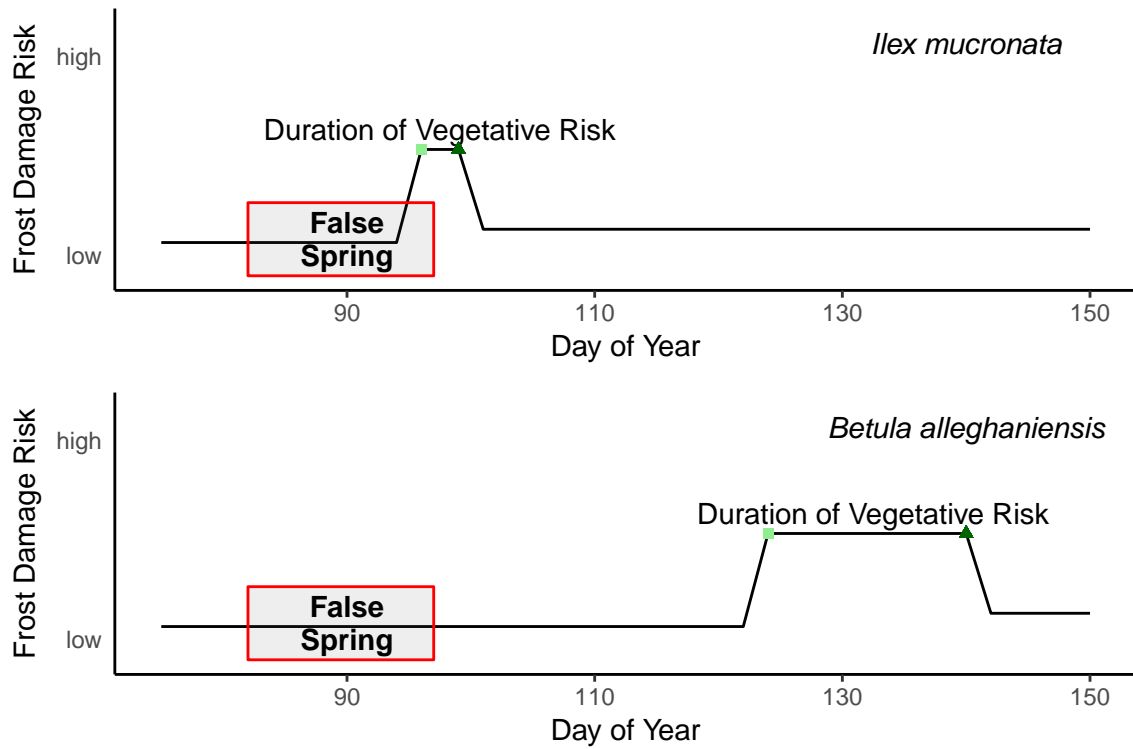 Ilex mucronata
high
Duration of Vegetative Risk
False
Spring
low
Frost Damage Risk
90 110 130 150
Day of Year
Betula alleghaniensis
high
Duration of Vegetative Risk
False
Spring
low
Frost Damage Risk
90 110 130 150
Day of Year